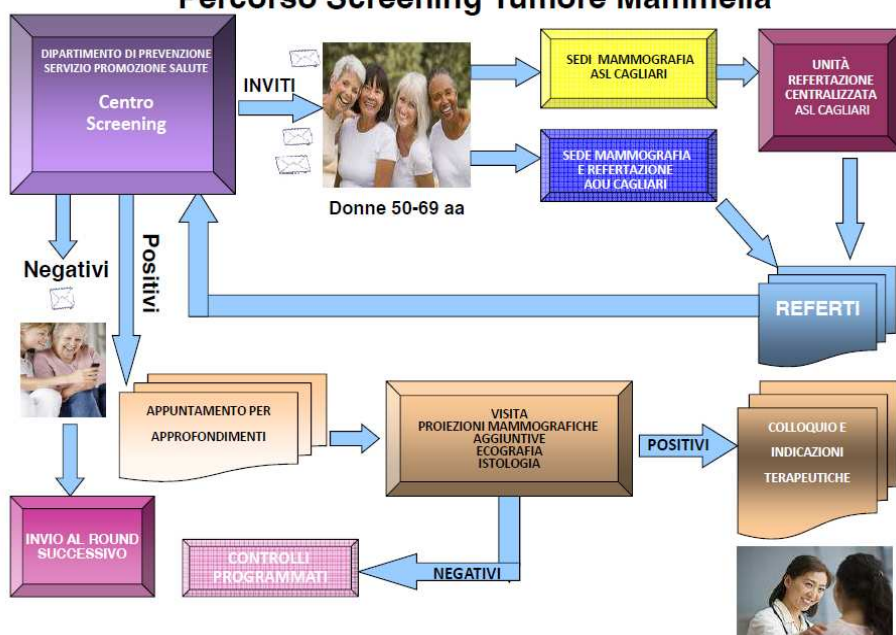 Percorso Screening Tumore Mammella
DIPARTIMENTO DI PREVENZIONE
SERVIZIO PROMOZIONE SALUTE
Centro
Screening
INVITI
Donne 50-69 aa
SEDI MAMMOGRAFIA
ASL CAGLIARI
UNITÀ
REFERTAZIONE
CENTRALIZZATA
ASL CAGLIARI
SEDE MAMMOGRAFIA
E REFERTAZIONE
AOU CAGLIARI
REFERTI
Negativi
Positivi
APPUNTAMENTO PER
APPROFONDIMENTI
VISITA
PROIEZIONI MAMMOGRAFICHE
AGGIUNTIVE
ECOGRAFIA
ISTOLOGIA
POSITIVI
COLLOQUIO E
INDICAZIONI
TERAPEUTICHE
INVIO AL ROUND
SUCCESSIVO
CONTROLLI
PROGRAMMATI
NEGATIVI